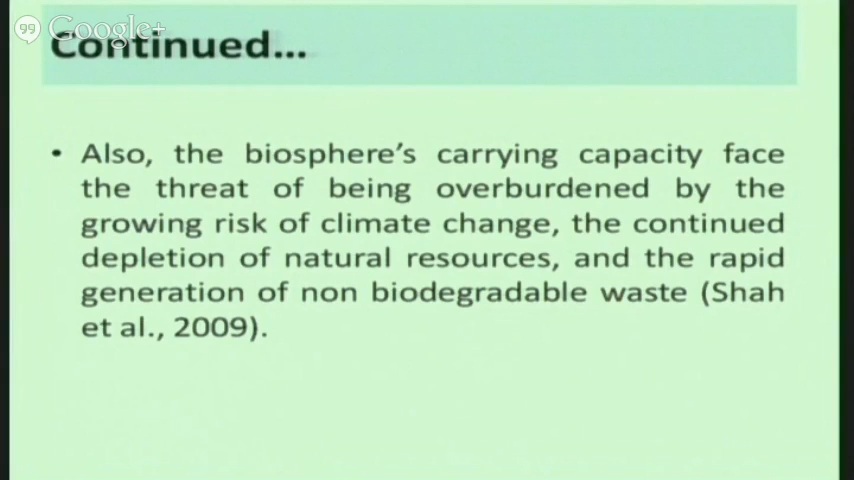 Google+
Continued...
• Also, the biosphere's carrying capacity face
the threat of being overburdened by the
growing risk of climate change, the continued
depletion of natural resources, and the rapid
generation of non biodegradable waste (Shah
et al., 2009).